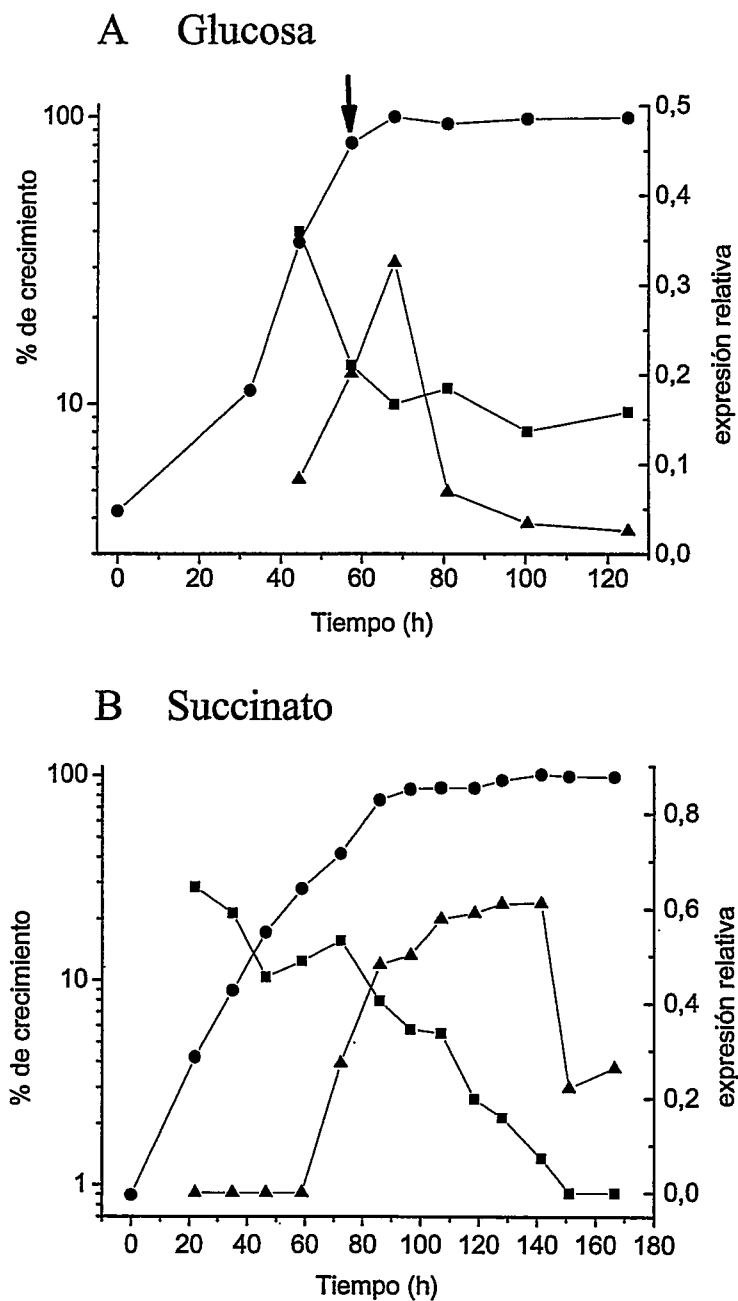 A Glucosa
100
10
% de crecimiento
0,5
0,4
0,3
0,2
0,1
0,0
expresión relativa
0 20 40 60 80 100 120
Tiempo (h)
B Succinato
100
10
1
% de crecimiento
0,8
0,6
0,4
0,2
0,0
expresión relativa
0 20 40 60 80 100 120 140 160 180
Tiempo (h)